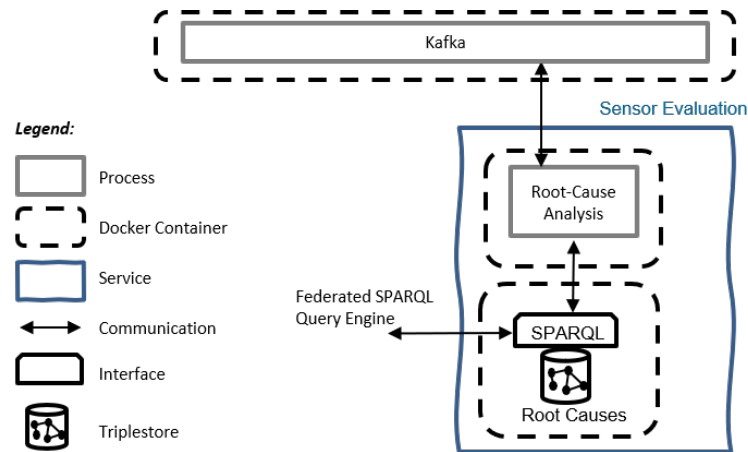 Kafka
Sensor Evaluation
Legend:
Process
Docker Container
Service
Communication
Interface
Triplestore
Root-Cause
Analysis
Federated SPARQL
Query Engine
SPARQL
Root Causes